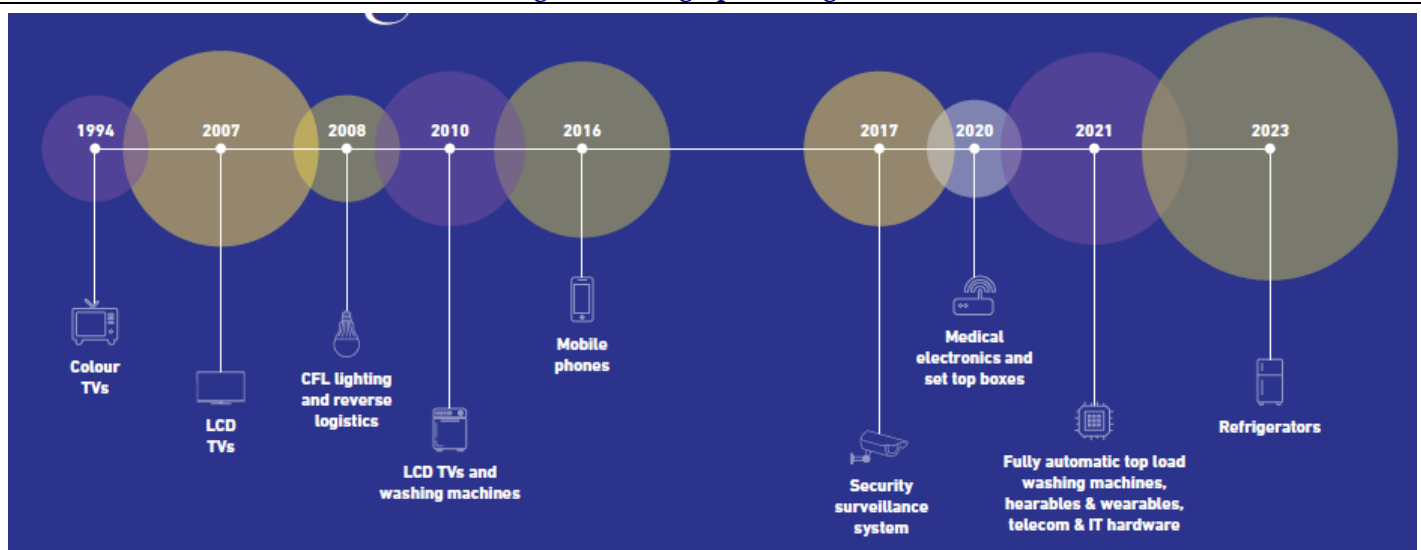 1994
2007
2008
2010
2016
2017
2020
2021
2023
Colour
TVs
LCD
TVs
CFL lighting
and reverse
logistics
LCD TVs and
washing machines
Mobile
phones
Security
surveillance
system
Medical
electronics and
set top boxes
Fully automatic top load
washing machines,
hearables & wearables,
telecom & IT hardware
Refrigerators